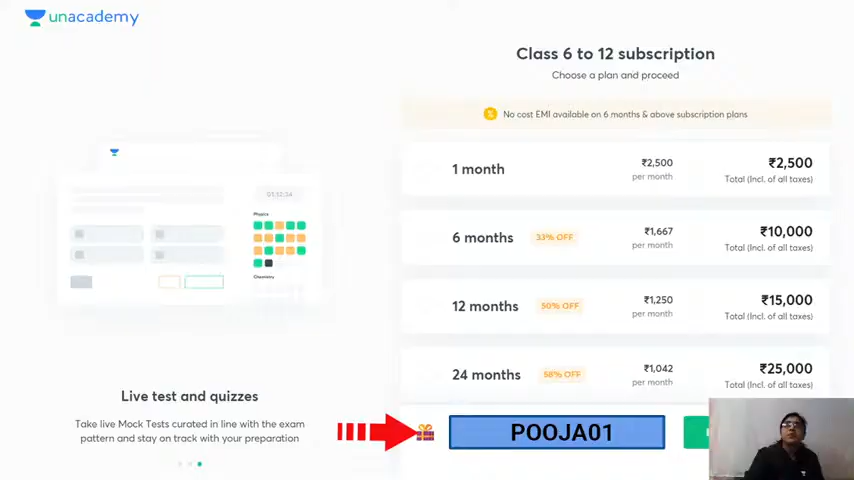 unacademy
Class 6 to 12 subscription
Choose a plan and proceed
No cost EMI available on 6 months & above subscription plans
1 month
₹2,500
per month
₹2,500
Total (Incl. of all taxes)
6 months
33% OFF
₹1,667
per month
₹10,000
Total (Incl. of all taxes)
12 months
50% OFF
₹1,250
per month
₹15,000
Total (Incl. of all taxes)
24 months
58% OFF
₹1,042
per month
₹25,000
Total (Incl. of all taxes)
01:12:34
Physics
Chemistry
Live test and quizzes
Take live Mock Tests curated in line with the exam
pattern and stay on track with your preparation
POOJA01